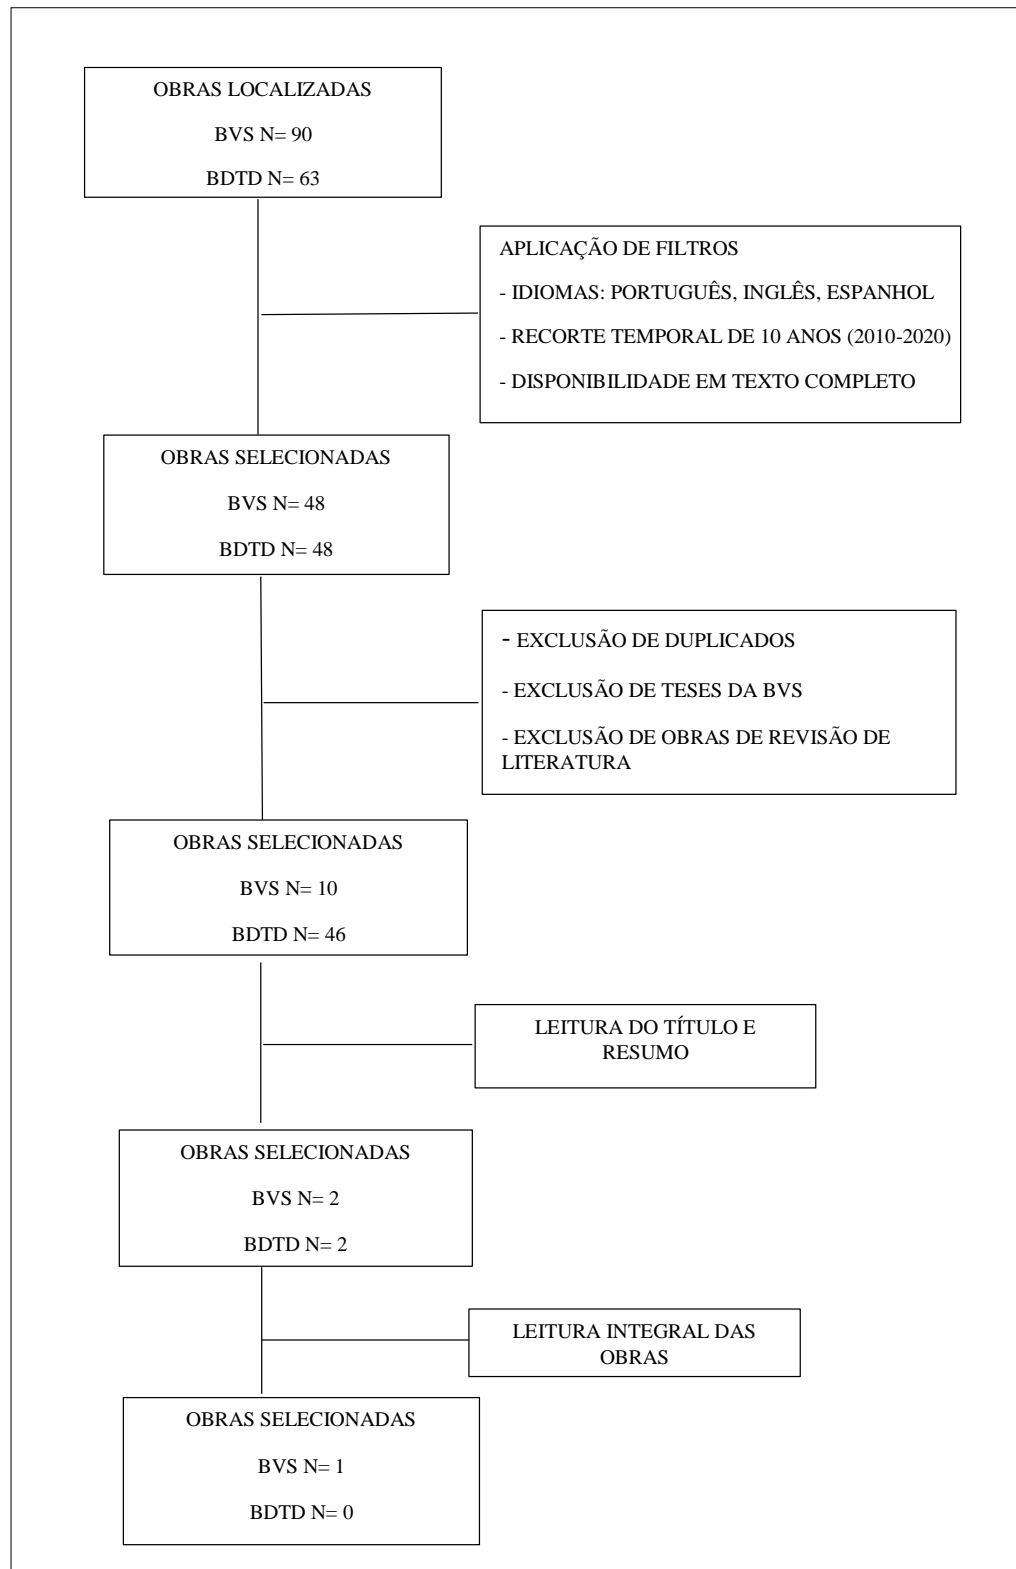 OBRAS LOCALIZADAS
BVS N= 90
BDTD N= 63
APLICAÇÃO DE FILTROS
- IDIOMAS: PORTUGUÊS, INGLÊS, ESPANHOL
- RECORTE TEMPORAL DE 10 ANOS (2010-2020)
- DISPONIBILIDADE EM TEXTO COMPLETO
OBRAS SELECIONADAS
BVS N= 48
BDTD N= 48
- EXCLUSÃO DE DUPLICADOS
- EXCLUSÃO DE TESES DA BVS
- EXCLUSÃO DE OBRAS DE REVISÃO DE
LITERATURA
OBRAS SELECIONADAS
BVS N= 10
BDTD N= 46
LEITURA DO TÍTULO E
RESUMO
OBRAS SELECIONADAS
BVS N= 2
BDTD N= 2
LEITURA INTEGRAL DAS
OBRAS
OBRAS SELECIONADAS
BVS N= 1
BDTD N= 0